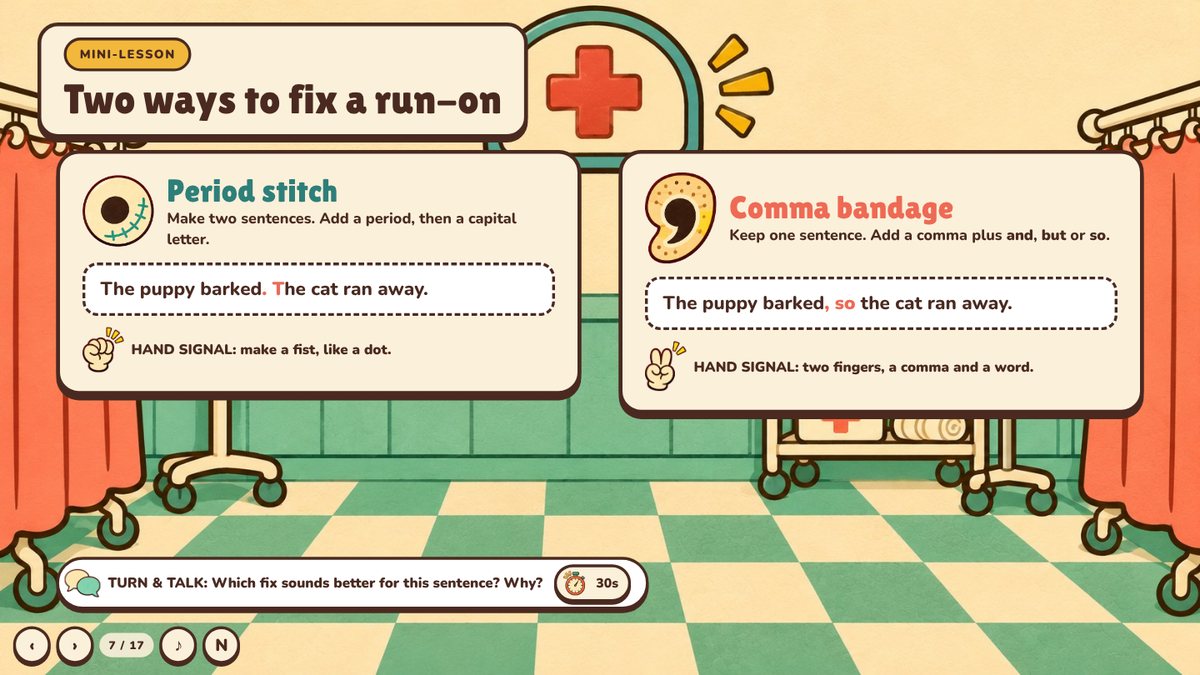 MINI-LESSON
Two ways to fix a run-on
Period stitch
Make two sentences. Add a period, then a capital
letter.
The puppy barked. The cat ran away.
HAND SIGNAL: make a fist, like a dot.
Comma bandage
Keep one sentence. Add a comma plus and, but or so.
The puppy barked, so the cat ran away.
HAND SIGNAL: two fingers, a comma and a word.
TURN & TALK: Which fix sounds better for this sentence? Why?
30s
‹ › 7 / 17 ♪ N